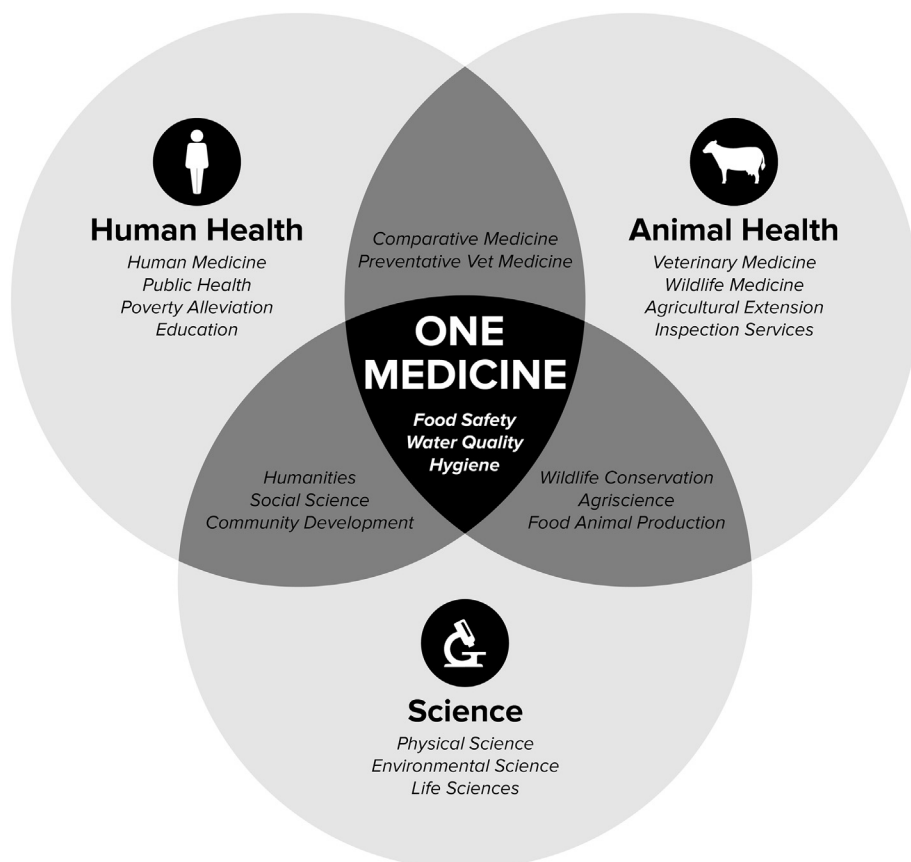 Human Health
Human Medicine
Public Health
Poverty Alleviation
Education
Comparative Medicine
Preventative Vet Medicine
Animal Health
Veterinary Medicine
Wildlife Medicine
Agricultural Extension
Inspection Services
ONE
MEDICINE
Food Safety
Water Quality
Hygiene
Humanities
Social Science
Community Development
Wildlife Conservation
Agriscience
Food Animal Production
Science
Physical Science
Environmental Science
Life Sciences